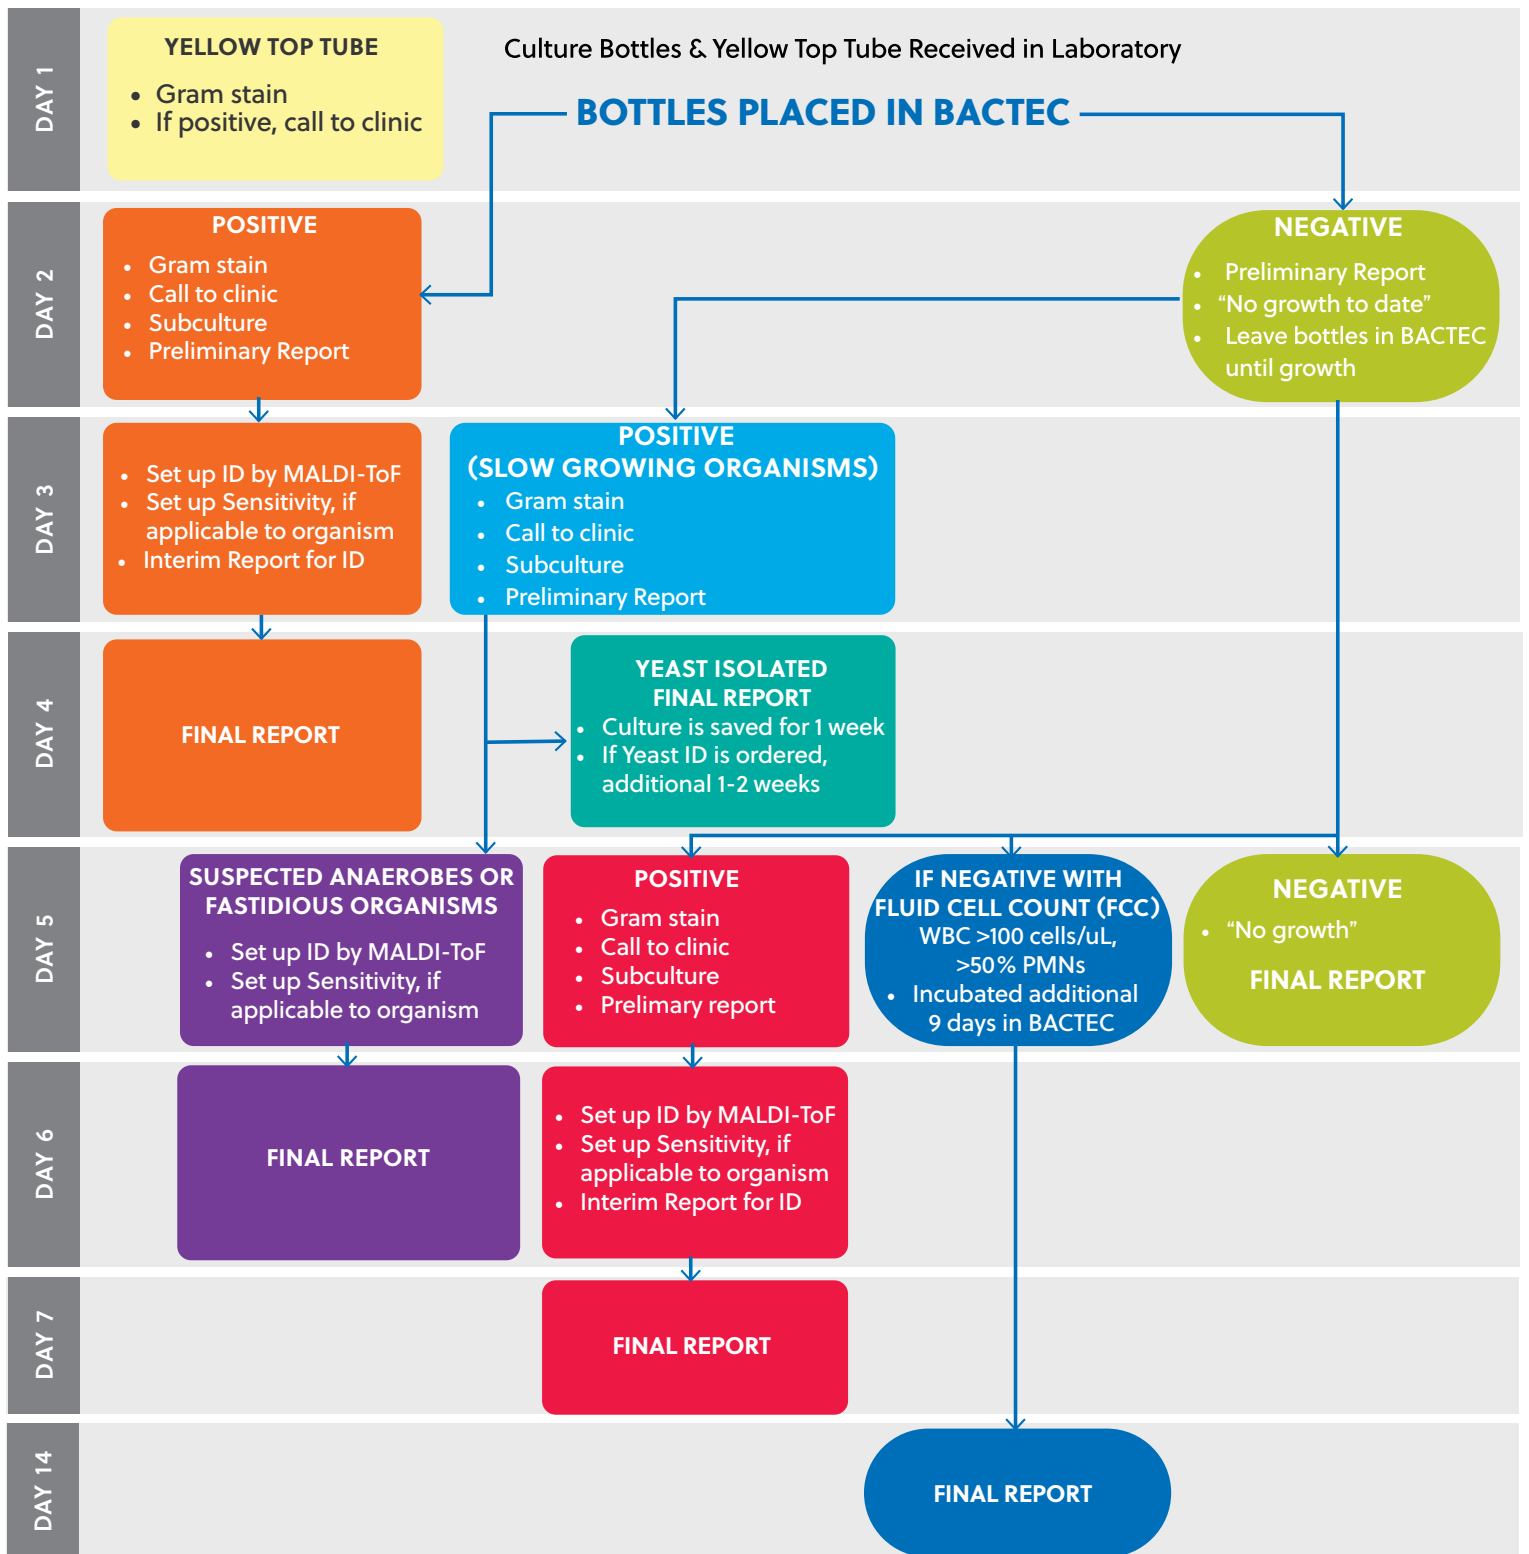 DAY 1
YELLOW TOP TUBE
• Gram stain
• If positive, call to clinic
Culture Bottles & Yellow Top Tube Received in Laboratory
BOTTLES PLACED IN BACTEC
DAY 2
POSITIVE
• Gram stain
• Call to clinic
• Subculture
• Preliminary Report
NEGATIVE
• Preliminary Report
• “No growth to date”
• Leave bottles in BACTEC
until growth
DAY 3
• Set up ID by MALDI-ToF
• Set up Sensitivity, if
applicable to organism
• Interim Report for ID
POSITIVE
(SLOW GROWING ORGANISMS)
• Gram stain
• Call to clinic
• Subculture
• Preliminary Report
DAY 4
FINAL REPORT
YEAST ISOLATED
FINAL REPORT
• Culture is saved for 1 week
• If Yeast ID is ordered,
additional 1-2 weeks
DAY 5
SUSPECTED ANAEROBES OR
FASTIDIOUS ORGANISMS
• Set up ID by MALDI-ToF
• Set up Sensitivity, if
applicable to organism
POSITIVE
• Gram stain
• Call to clinic
• Subculture
• Prelimary report
IF NEGATIVE WITH
FLUID CELL COUNT (FCC)
WBC >100 cells/uL,
>50% PMNs
• Incubated additional
9 days in BACTEC
NEGATIVE
• “No growth”
FINAL REPORT
DAY 6
FINAL REPORT
• Set up ID by MALDI-ToF
• Set up Sensitivity, if
applicable to organism
• Interim Report for ID
DAY 7
FINAL REPORT
DAY 14
FINAL REPORT